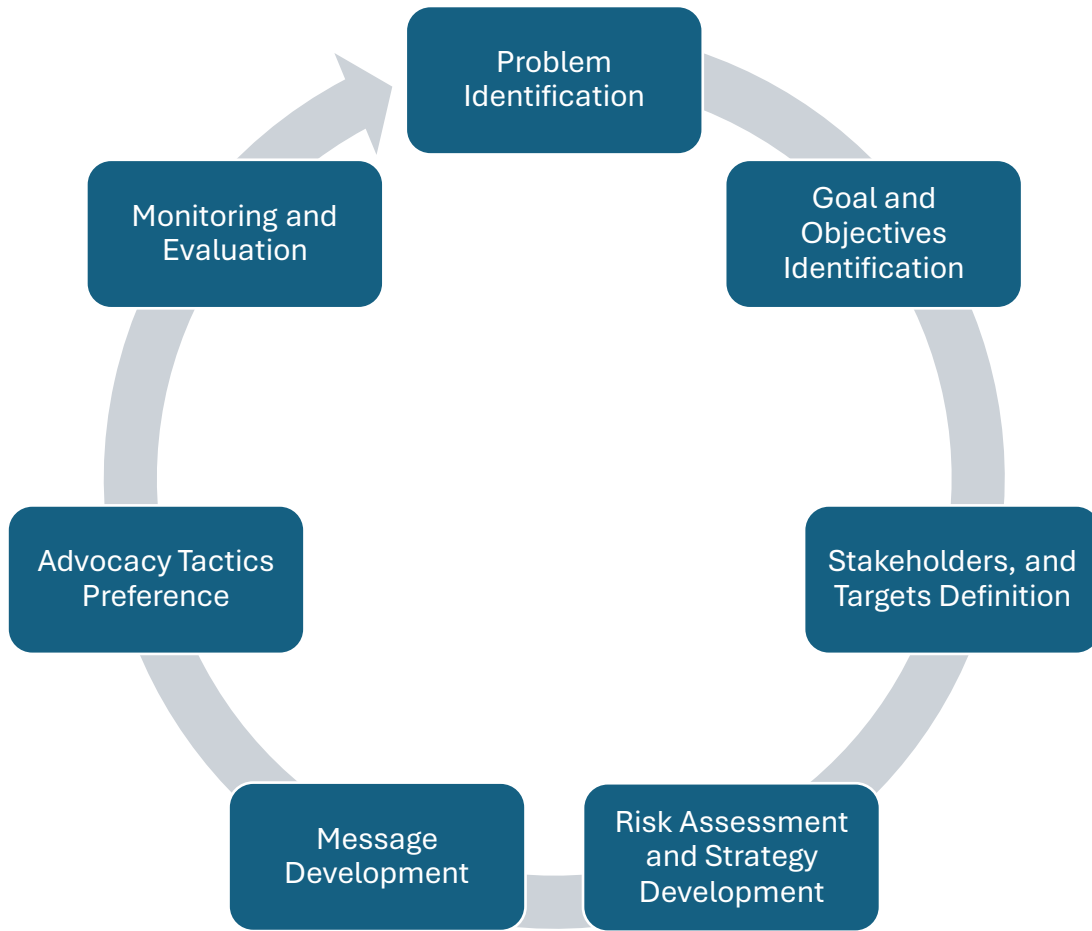 Problem
Identification
Goal and
Objectives
Identification
Stakeholders, and
Targets Definition
Risk Assessment
and Strategy
Development
Message
Development
Advocacy Tactics
Preference
Monitoring and
Evaluation